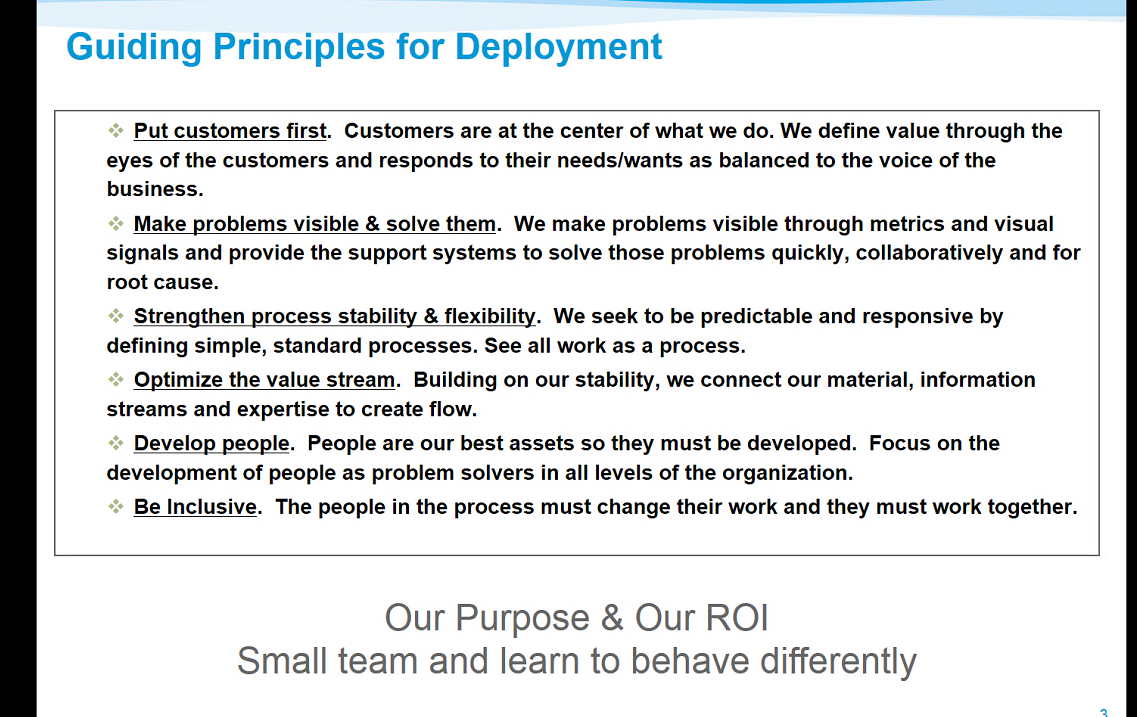 Guiding Principles for Deployment
❖ Put customers first.  Customers are at the center of what we do. We define value through the
eyes of the customers and responds to their needs/wants as balanced to the voice of the
business.
❖ Make problems visible & solve them.  We make problems visible through metrics and visual
signals and provide the support systems to solve those problems quickly, collaboratively and for
root cause.
❖ Strengthen process stability & flexibility.  We seek to be predictable and responsive by
defining simple, standard processes. See all work as a process.
❖ Optimize the value stream.  Building on our stability, we connect our material, information
streams and expertise to create flow.
❖ Develop people.  People are our best assets so they must be developed.  Focus on the
development of people as problem solvers in all levels of the organization.
❖ Be Inclusive.  The people in the process must change their work and they must work together.
Our Purpose & Our ROI
Small team and learn to behave differently
3